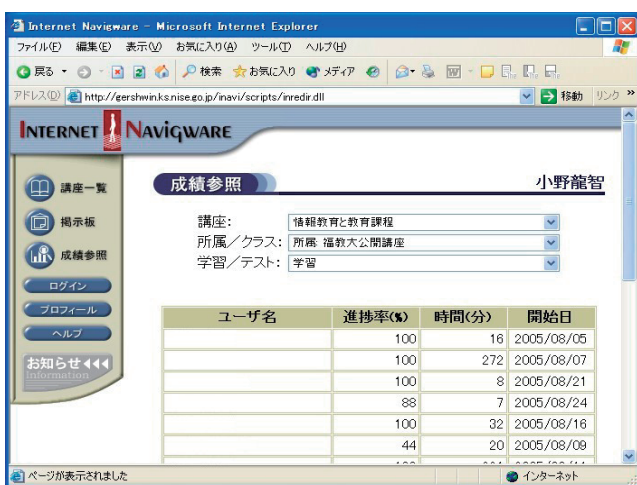 Internet Navigware - Microsoft Internet Explorer
ファイル(F) 編集(E) 表示(V) お気に入り(A) ツール(T) ヘルプ(H)
戻る 検索 お気に入り メディア
アドレス(D) http://gershwin.ks.nise.go.jp/inavi/scripts/inredir.dll 移動 リンク »
INTERNET NAVIGWARE
講座一覧
掲示板
成績参照
ログイン
プロフィール
ヘルプ
お知らせ
Information
成績参照 小野龍智
講座: 情報教育と教育課程
所属/クラス: 所属: 福教大公開講座
学習/テスト: 学習
ユーザ名 進捗率(%) 時間(分) 開始日
100 16 2005/08/05
100 272 2005/08/07
100 8 2005/08/21
88 7 2005/08/24
100 32 2005/08/16
44 20 2005/08/09
ページが表示されました インターネット